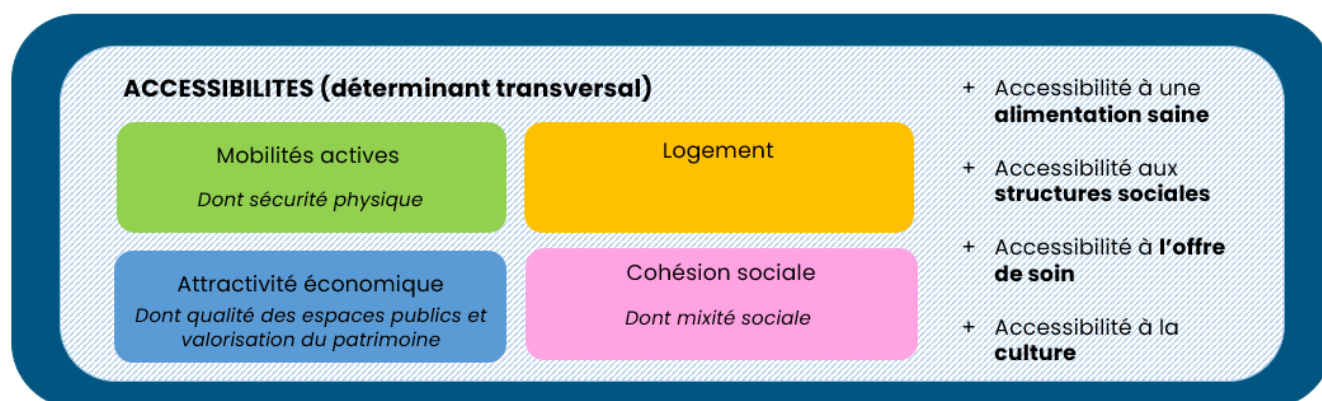 ACCESSIBILITES (déterminant transversal)
Mobilités actives
Dont sécurité physique
Logement
Attractivité économique
Dont qualité des espaces publics et
valorisation du patrimoine
Cohésion sociale
Dont mixité sociale
+ Accessibilité à une
alimentation saine
+ Accessibilité aux
structures sociales
+ Accessibilité à l’offre
de soin
+ Accessibilité à la
culture